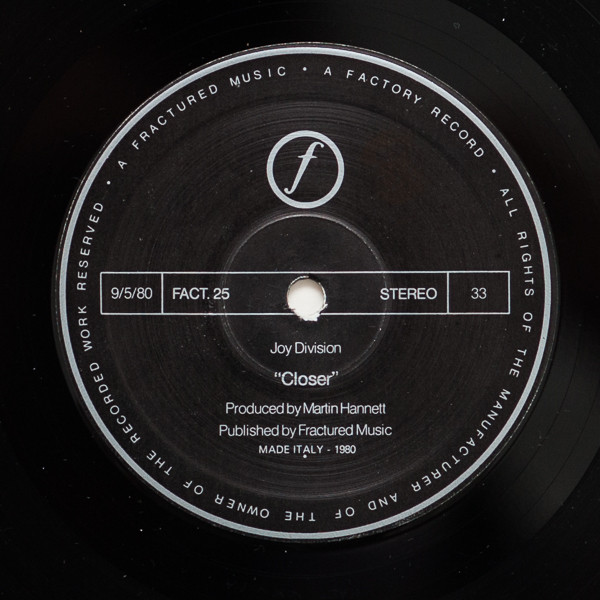 A FRACTURED MUSIC • A FACTORY RECORD • ALL RIGHTS OF THE MANUFACTURER AND OF THE OWNER OF THE RECORDED WORK RESERVED •
f
9/5/80 FACT. 25 STEREO 33
Joy Division
“Closer”
Produced by Martin Hannett
Published by Fractured Music
MADE ITALY - 1980